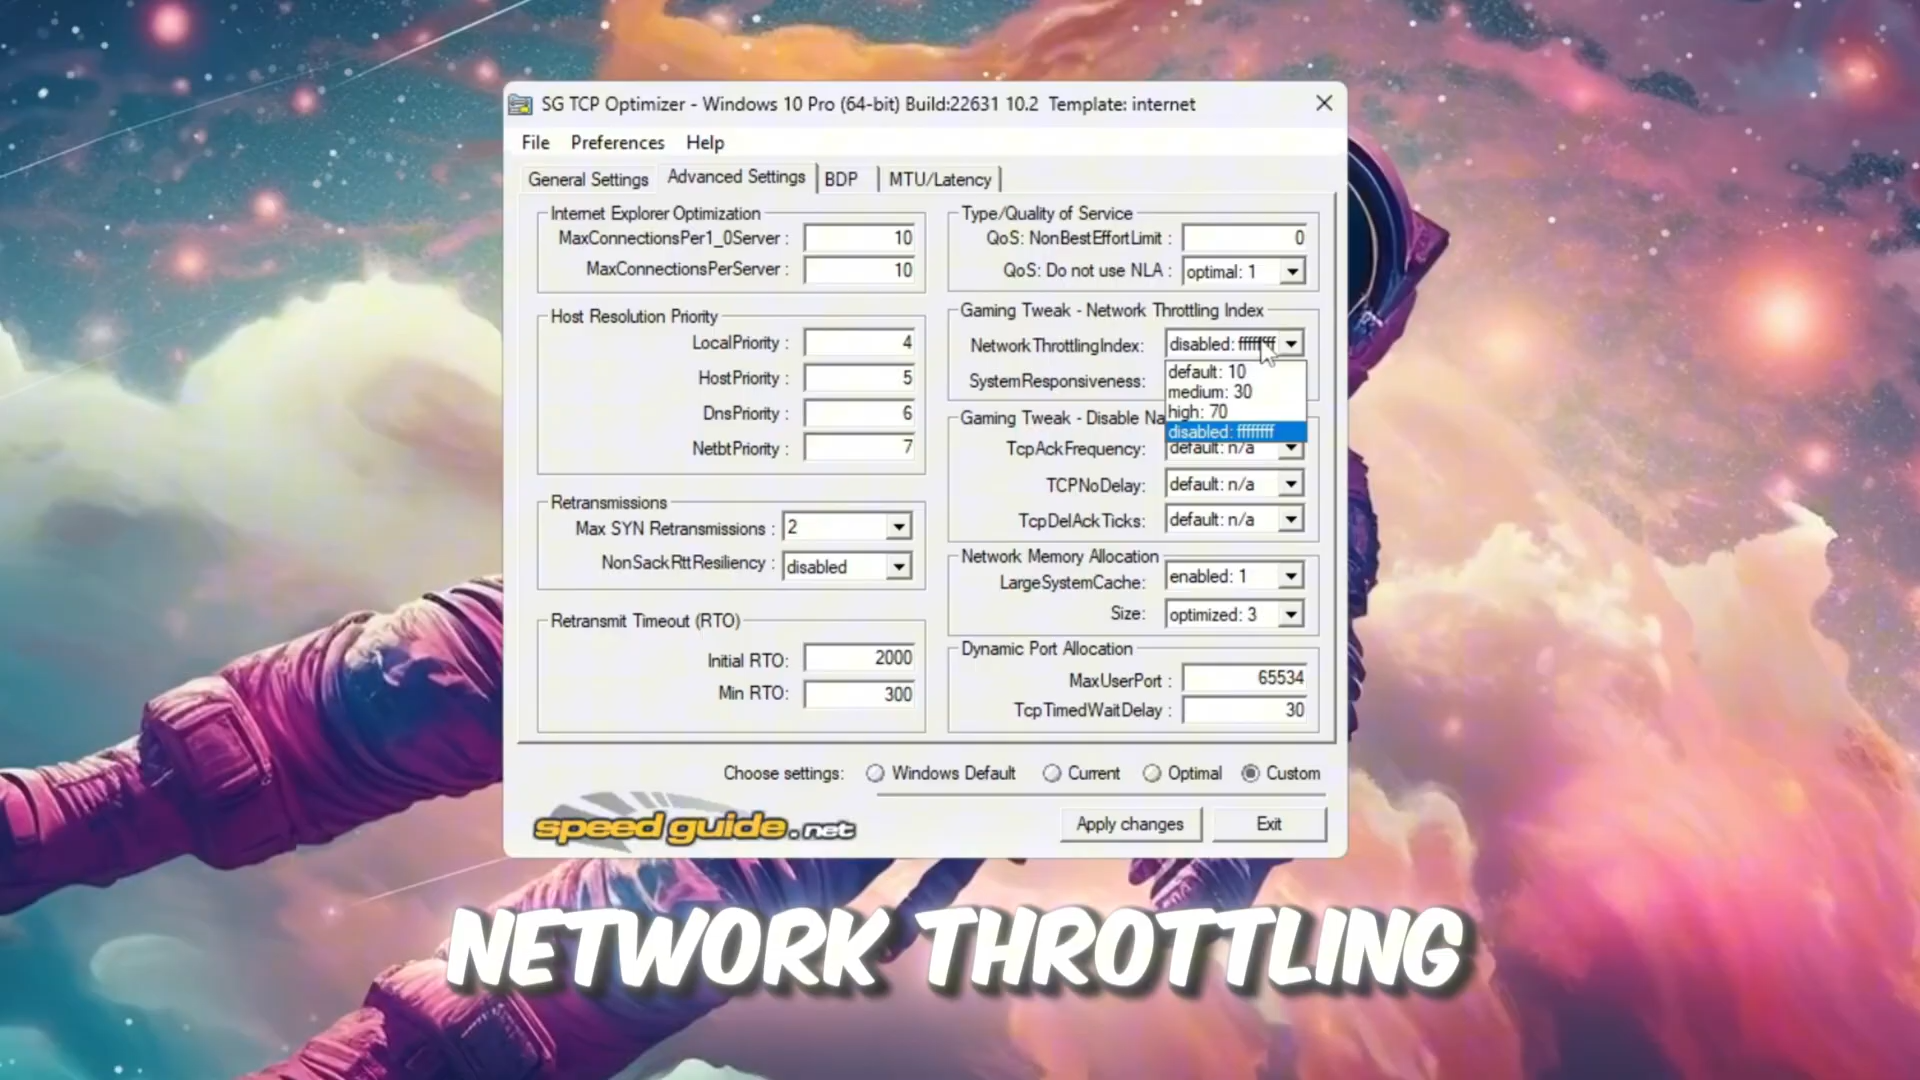 SG TCP Optimizer - Windows 10 Pro (64-bit) Build:22631 10.2 Template: internet
File Preferences Help
General Settings Advanced Settings BDP MTU/Latency
Internet Explorer Optimization
MaxConnectionsPer1_0Server : 10
MaxConnectionsPerServer : 10
Host Resolution Priority
LocalPriority : 4
HostPriority : 5
DnsPriority : 6
NetbtPriority : 7
Retransmissions
Max SYN Retransmissions : 2
NonSackRttResiliency : disabled
Retransmit Timeout (RTO)
Initial RTO: 2000
Min RTO: 300
Type/Quality of Service
QoS: NonBestEffortLimit : 0
QoS: Do not use NLA : optimal: 1
Gaming Tweak - Network Throttling Index
NetworkThrottlingIndex: disabled: ffffffff
default: 10
SystemResponsiveness:
medium: 30
high: 70
disabled: ffffffff
Gaming Tweak - Disable Na
TcpAckFrequency: default: n/a
TCPNoDelay: default: n/a
TcpDelAckTicks: default: n/a
Network Memory Allocation
LargeSystemCache: enabled: 1
Size: optimized: 3
Dynamic Port Allocation
MaxUserPort : 65534
TcpTimedWaitDelay : 30
Choose settings: Windows Default Current Optimal Custom
speedguide.net
Apply changes Exit
NETWORK THROTTLING